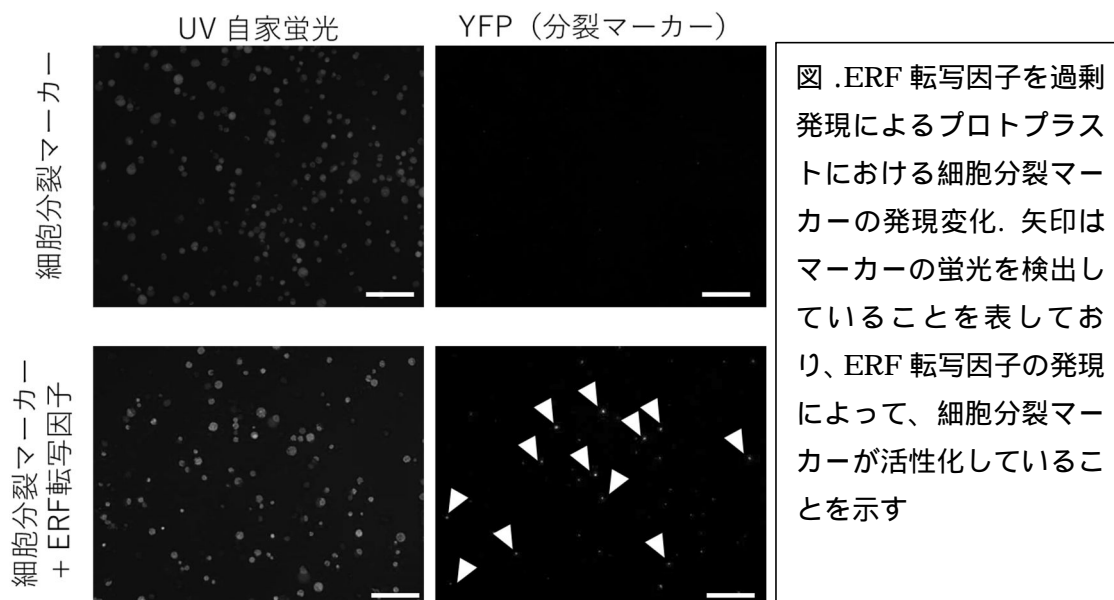 UV 自家蛍光
YFP（分裂マーカー）
細胞分裂マーカー
細胞分裂マーカー
+ ERF転写因子
図 .ERF 転写因子を過剰
発現によるプロトプラス
トにおける細胞分裂マー
カーの発現変化. 矢印は
マーカーの蛍光を検出し
ていることを表してお
り、ERF 転写因子の発現
によって、細胞分裂マー
カーが活性化しているこ
とを示す